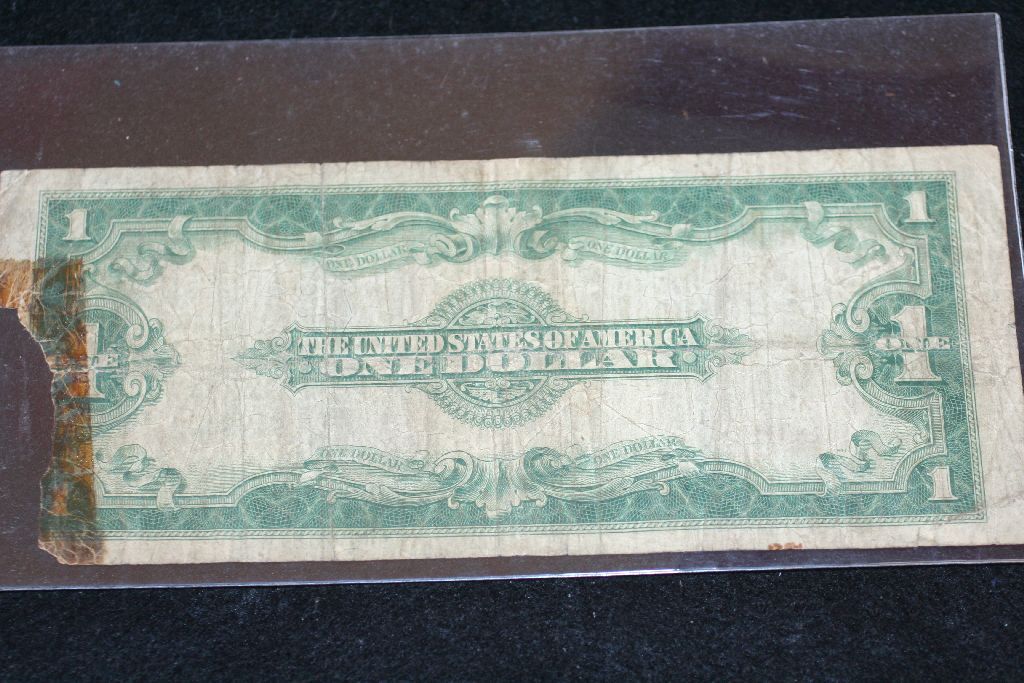 1 1
ONE DOLLAR ONE DOLLAR
THE UNITED STATES OF AMERICA
ONE DOLLAR
1 ONE
1 ONE
ONE DOLLAR ONE DOLLAR
1